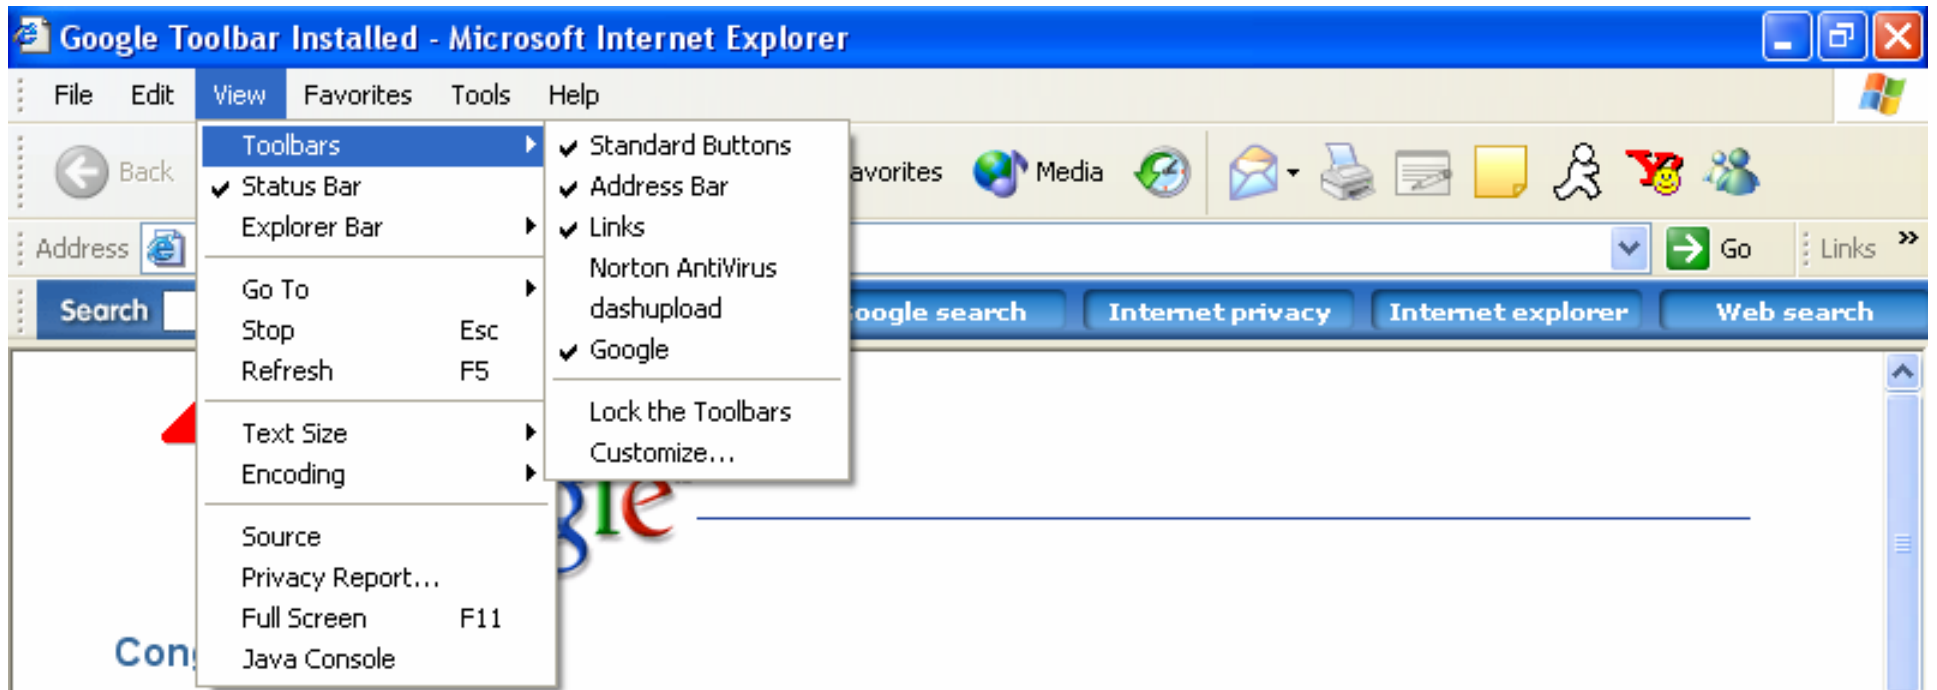 Google Toolbar Installed - Microsoft Internet Explorer
File Edit View Favorites Tools Help
Back avorites Media
Address Go Links »
Search oogle search Internet privacy Internet explorer Web search
Toolbars
Status Bar
Explorer Bar
Go To
Stop Esc
Refresh F5
Text Size
Encoding
Source
Privacy Report...
Full Screen F11
Java Console
Standard Buttons
Address Bar
Links
Norton AntiVirus
dashupload
Google
Lock the Toolbars
Customize...
gle
Con